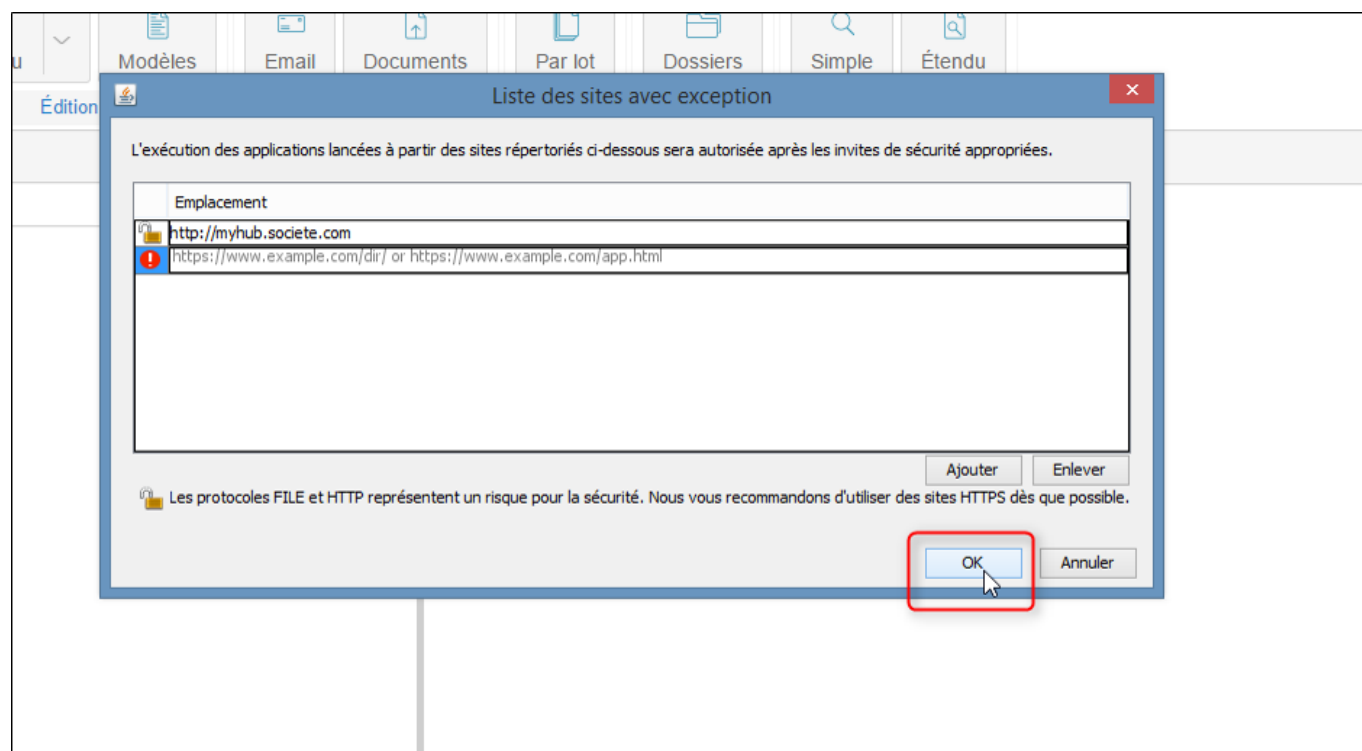 u Modèles Email Documents Par lot Dossiers Simple Étendu
Édition
Liste des sites avec exception
L'exécution des applications lancées à partir des sites répertoriés ci-dessous sera autorisée après les invites de sécurité appropriées.
Emplacement
http://myhub.societe.com
https://www.example.com/dir/ or https://www.example.com/app.html
Ajouter Enlever
Les protocoles FILE et HTTP représentent un risque pour la sécurité. Nous vous recommandons d'utiliser des sites HTTPS dès que possible.
OK Annuler